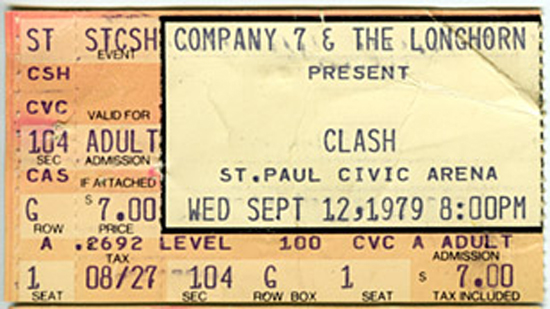 ST STCSH COMPANY 7 & THE LONGHORN
EVENT
CSH PRESENT
CVC VALID FOR
104 ADULT CLASH
SEC ADMISSION
CAS IF ATTACHED ST.PAUL CIVIC ARENA
G $7.00 WED SEPT 12,1979 8:00PM
ROW PRICE
A .2692 LEVEL 100 CVC A ADULT
TAX ADMISSION
1 08/27 104 G 1 $ 7.00
SEAT SEC ROW BOX SEAT TAX INCLUDED